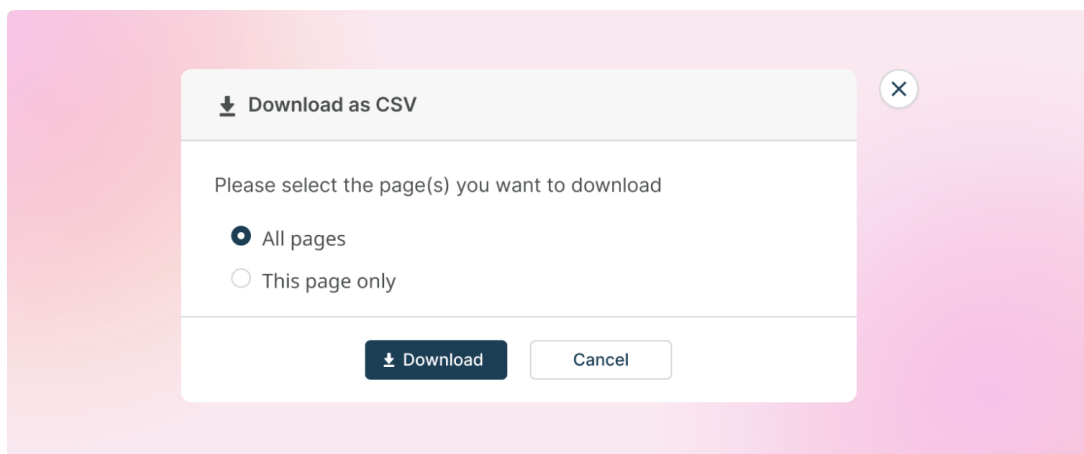 Download as CSV
Please select the page(s) you want to download
All pages
This page only
Download
Cancel